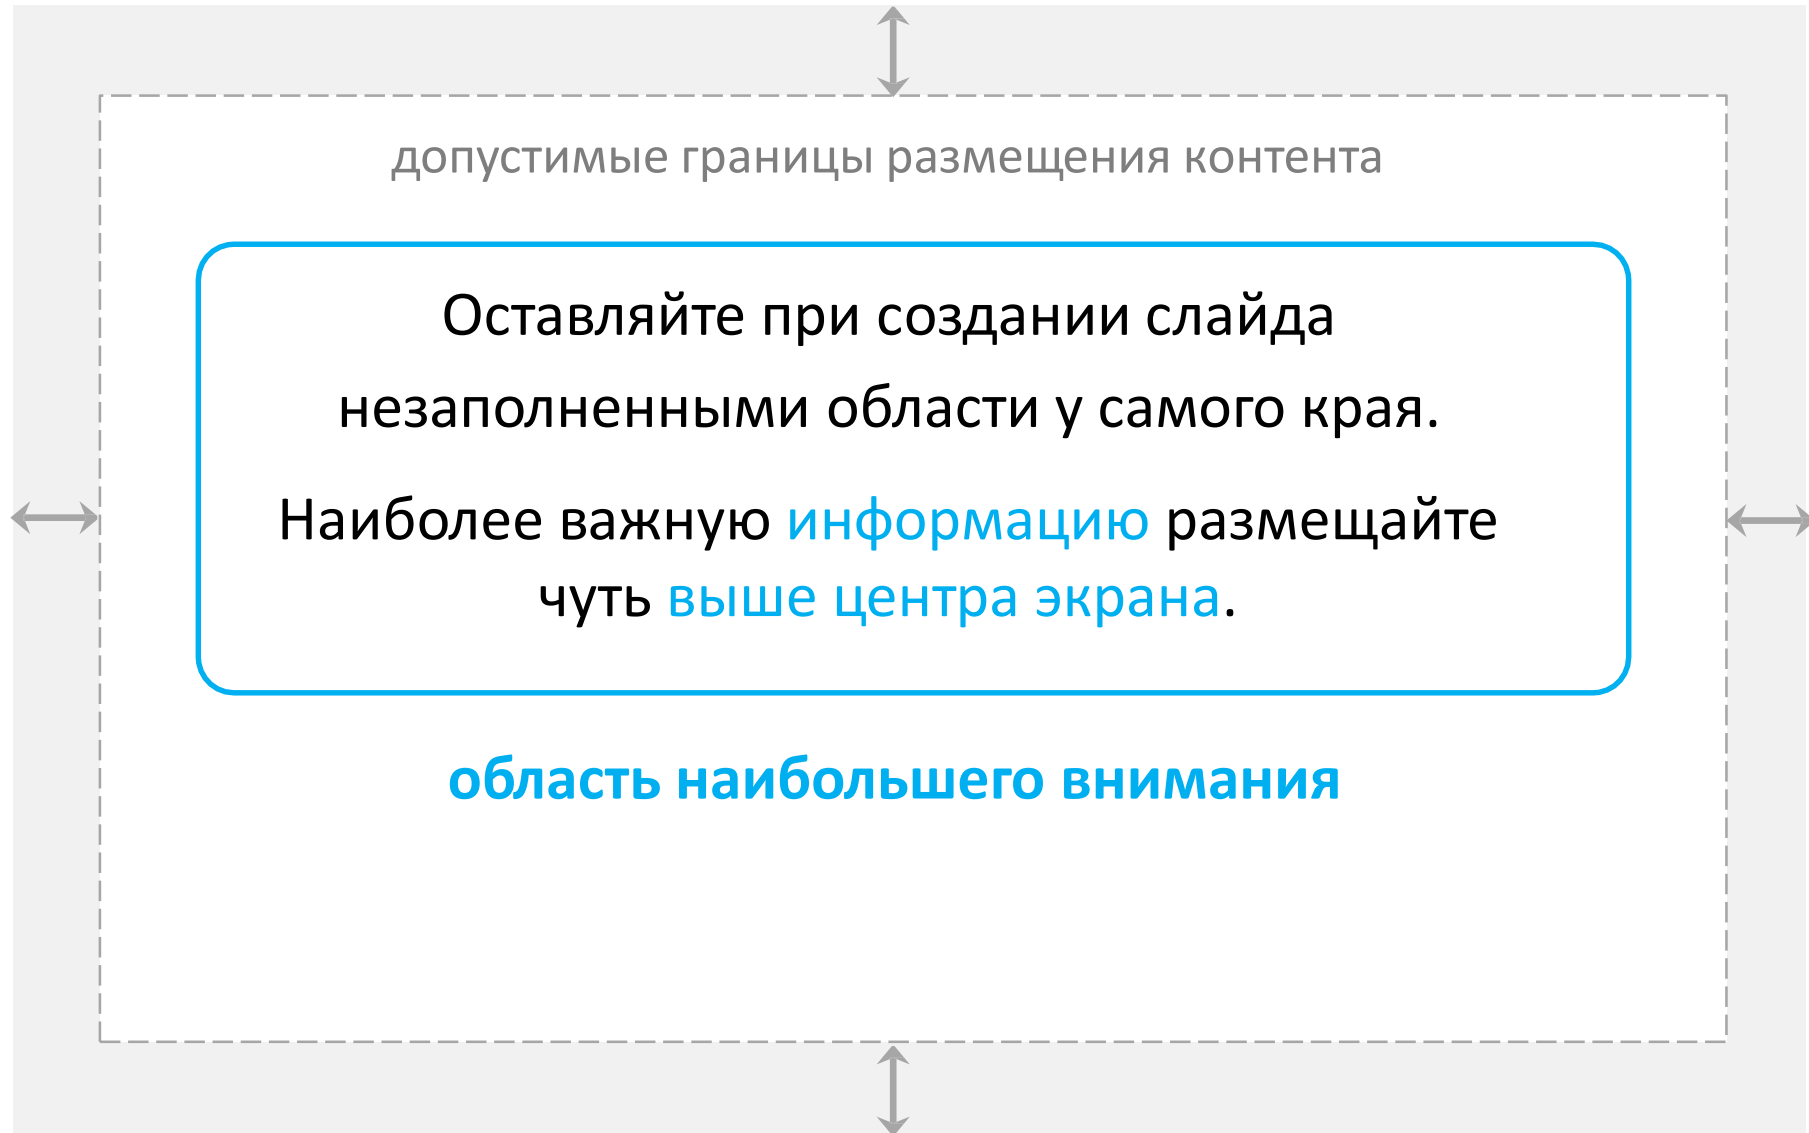 допустимые границы размещения контента
Оставляйте при создании слайда
незаполненными области у самого края.
Наиболее важную информацию размещайте
чуть выше центра экрана.
область наибольшего внимания